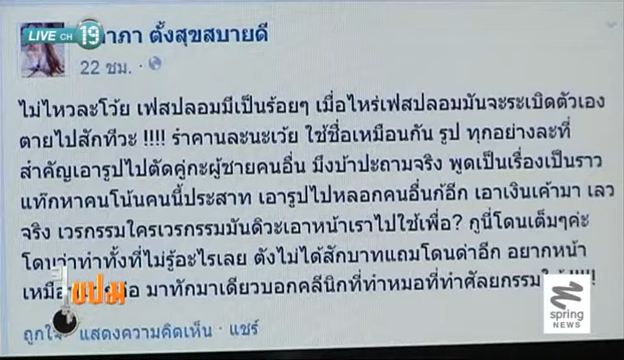 LIVE CH 19
าภา ตั้งสุขสบายดี
22 ชม.
ไม่ไหวละโว้ย เฟสปลอมมีเป็นร้อยๆ เมื่อไหร่เฟสปลอมมันจะระเบิดตัวเอง
ตายไปสักทีวะ !!!! รำคานละนะเว้ย ใช้ชื่อเหมือนกัน รูป ทุกอย่างละที่
สำคัญเอารูปไปตัดคู่กะผู้ชายคนอื่น มึงบ้าปะถามจริง พูดเป็นเรื่องเป็นราว
แท๊กหาคนโน้นคนนี้ประสาท เอารูปไปหลอกคนอื่นก้อีก เอาเงินเค้ามา เลว
จริง เวรกรรมใครเวรกรรมมันดิวะเอาหน้าเราไปใช้เพื่อ? กูนี่โดนเต็มๆค่ะ
โดนว่าทำทั้งที่ไม่รู้อะไรเลย ตังไม่ได้สักบาทแถมโดนด่าอีก อยากหน้า
เหมือ มาทักมาเดียวบอกคลีนิกที่ทำหมอที่ทำศัลยกรรม !!!!
ถูกใจ · แสดงความคิดเห็น · แชร์
spring
NEWS